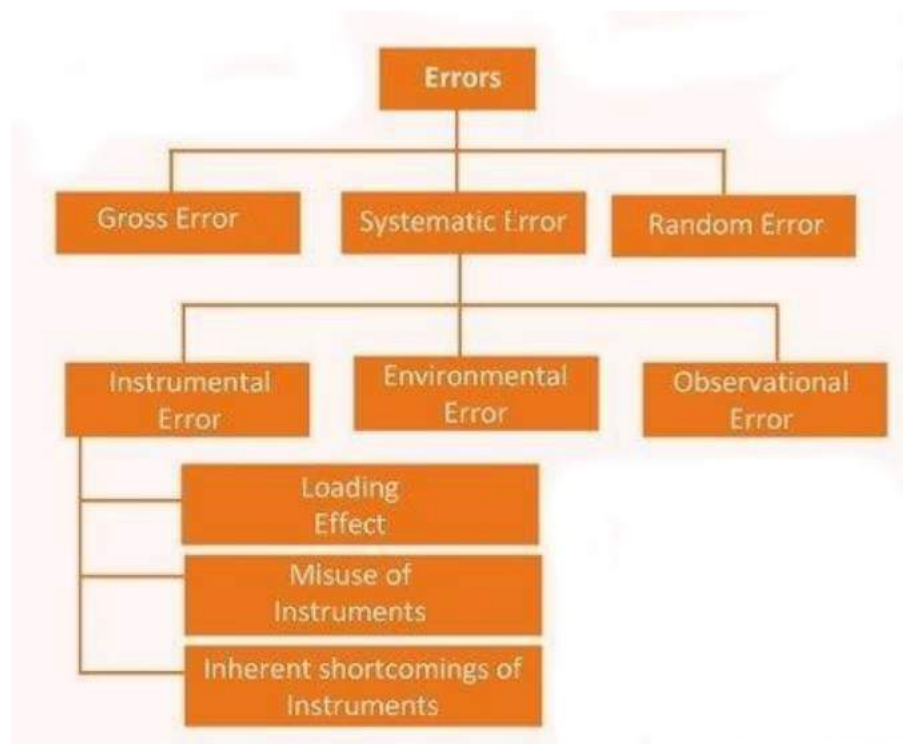 Errors
Gross Error
Systematic Error
Random Error
Instrumental
Error
Environmental
Error
Observational
Error
Loading
Effect
Misuse of
Instruments
Inherent shortcomings of
Instruments